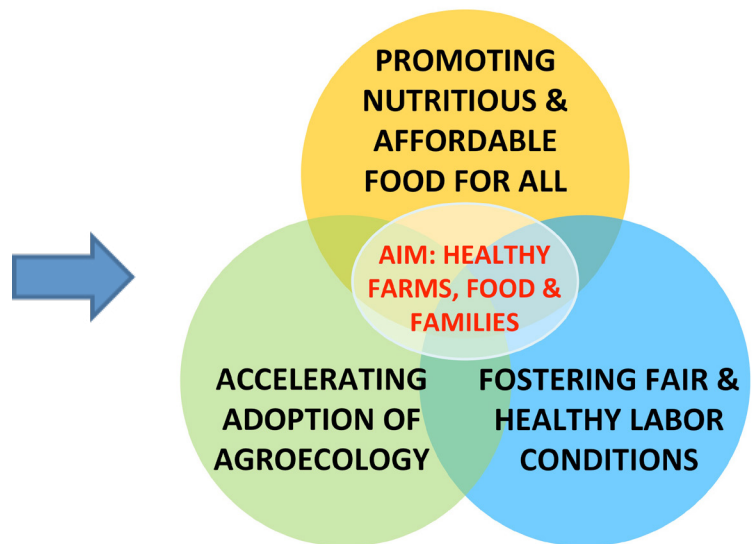 PROMOTING
NUTRITIOUS &
AFFORDABLE
FOOD FOR ALL
AIM: HEALTHY
FARMS, FOOD &
FAMILIES
ACCELERATING
ADOPTION OF
AGROECOLOGY
FOSTERING FAIR &
HEALTHY LABOR
CONDITIONS